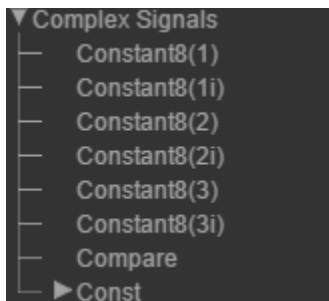 Complex Signals
Constant8(1)
Constant8(1i)
Constant8(2)
Constant8(2i)
Constant8(3)
Constant8(3i)
Compare
Const